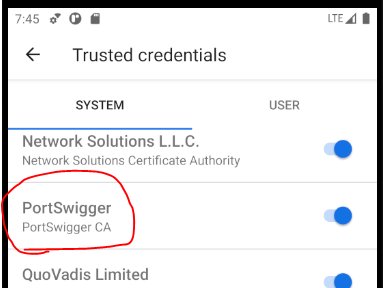 7:45 LTE
Trusted credentials
SYSTEM USER
Network Solutions L.L.C.
Network Solutions Certificate Authority
PortSwigger
PortSwigger CA
QuoVadis Limited